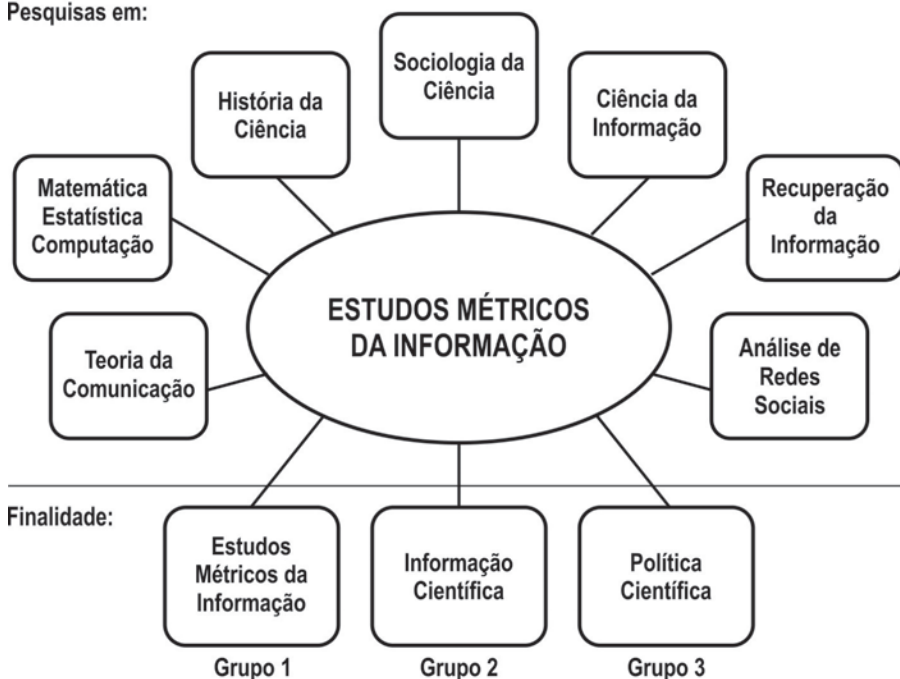 Pesquisas em:
Sociologia da
Ciência
História da
Ciência
Ciência da
Informação
Matemática
Estatística
Computação
Recuperação
da
Informação
ESTUDOS MÉTRICOS
DA INFORMAÇÃO
Teoria da
Comunicação
Análise de
Redes
Sociais
Finalidade:
Estudos
Métricos da
Informação
Informação
Científica
Política
Científica
Grupo 1
Grupo 2
Grupo 3